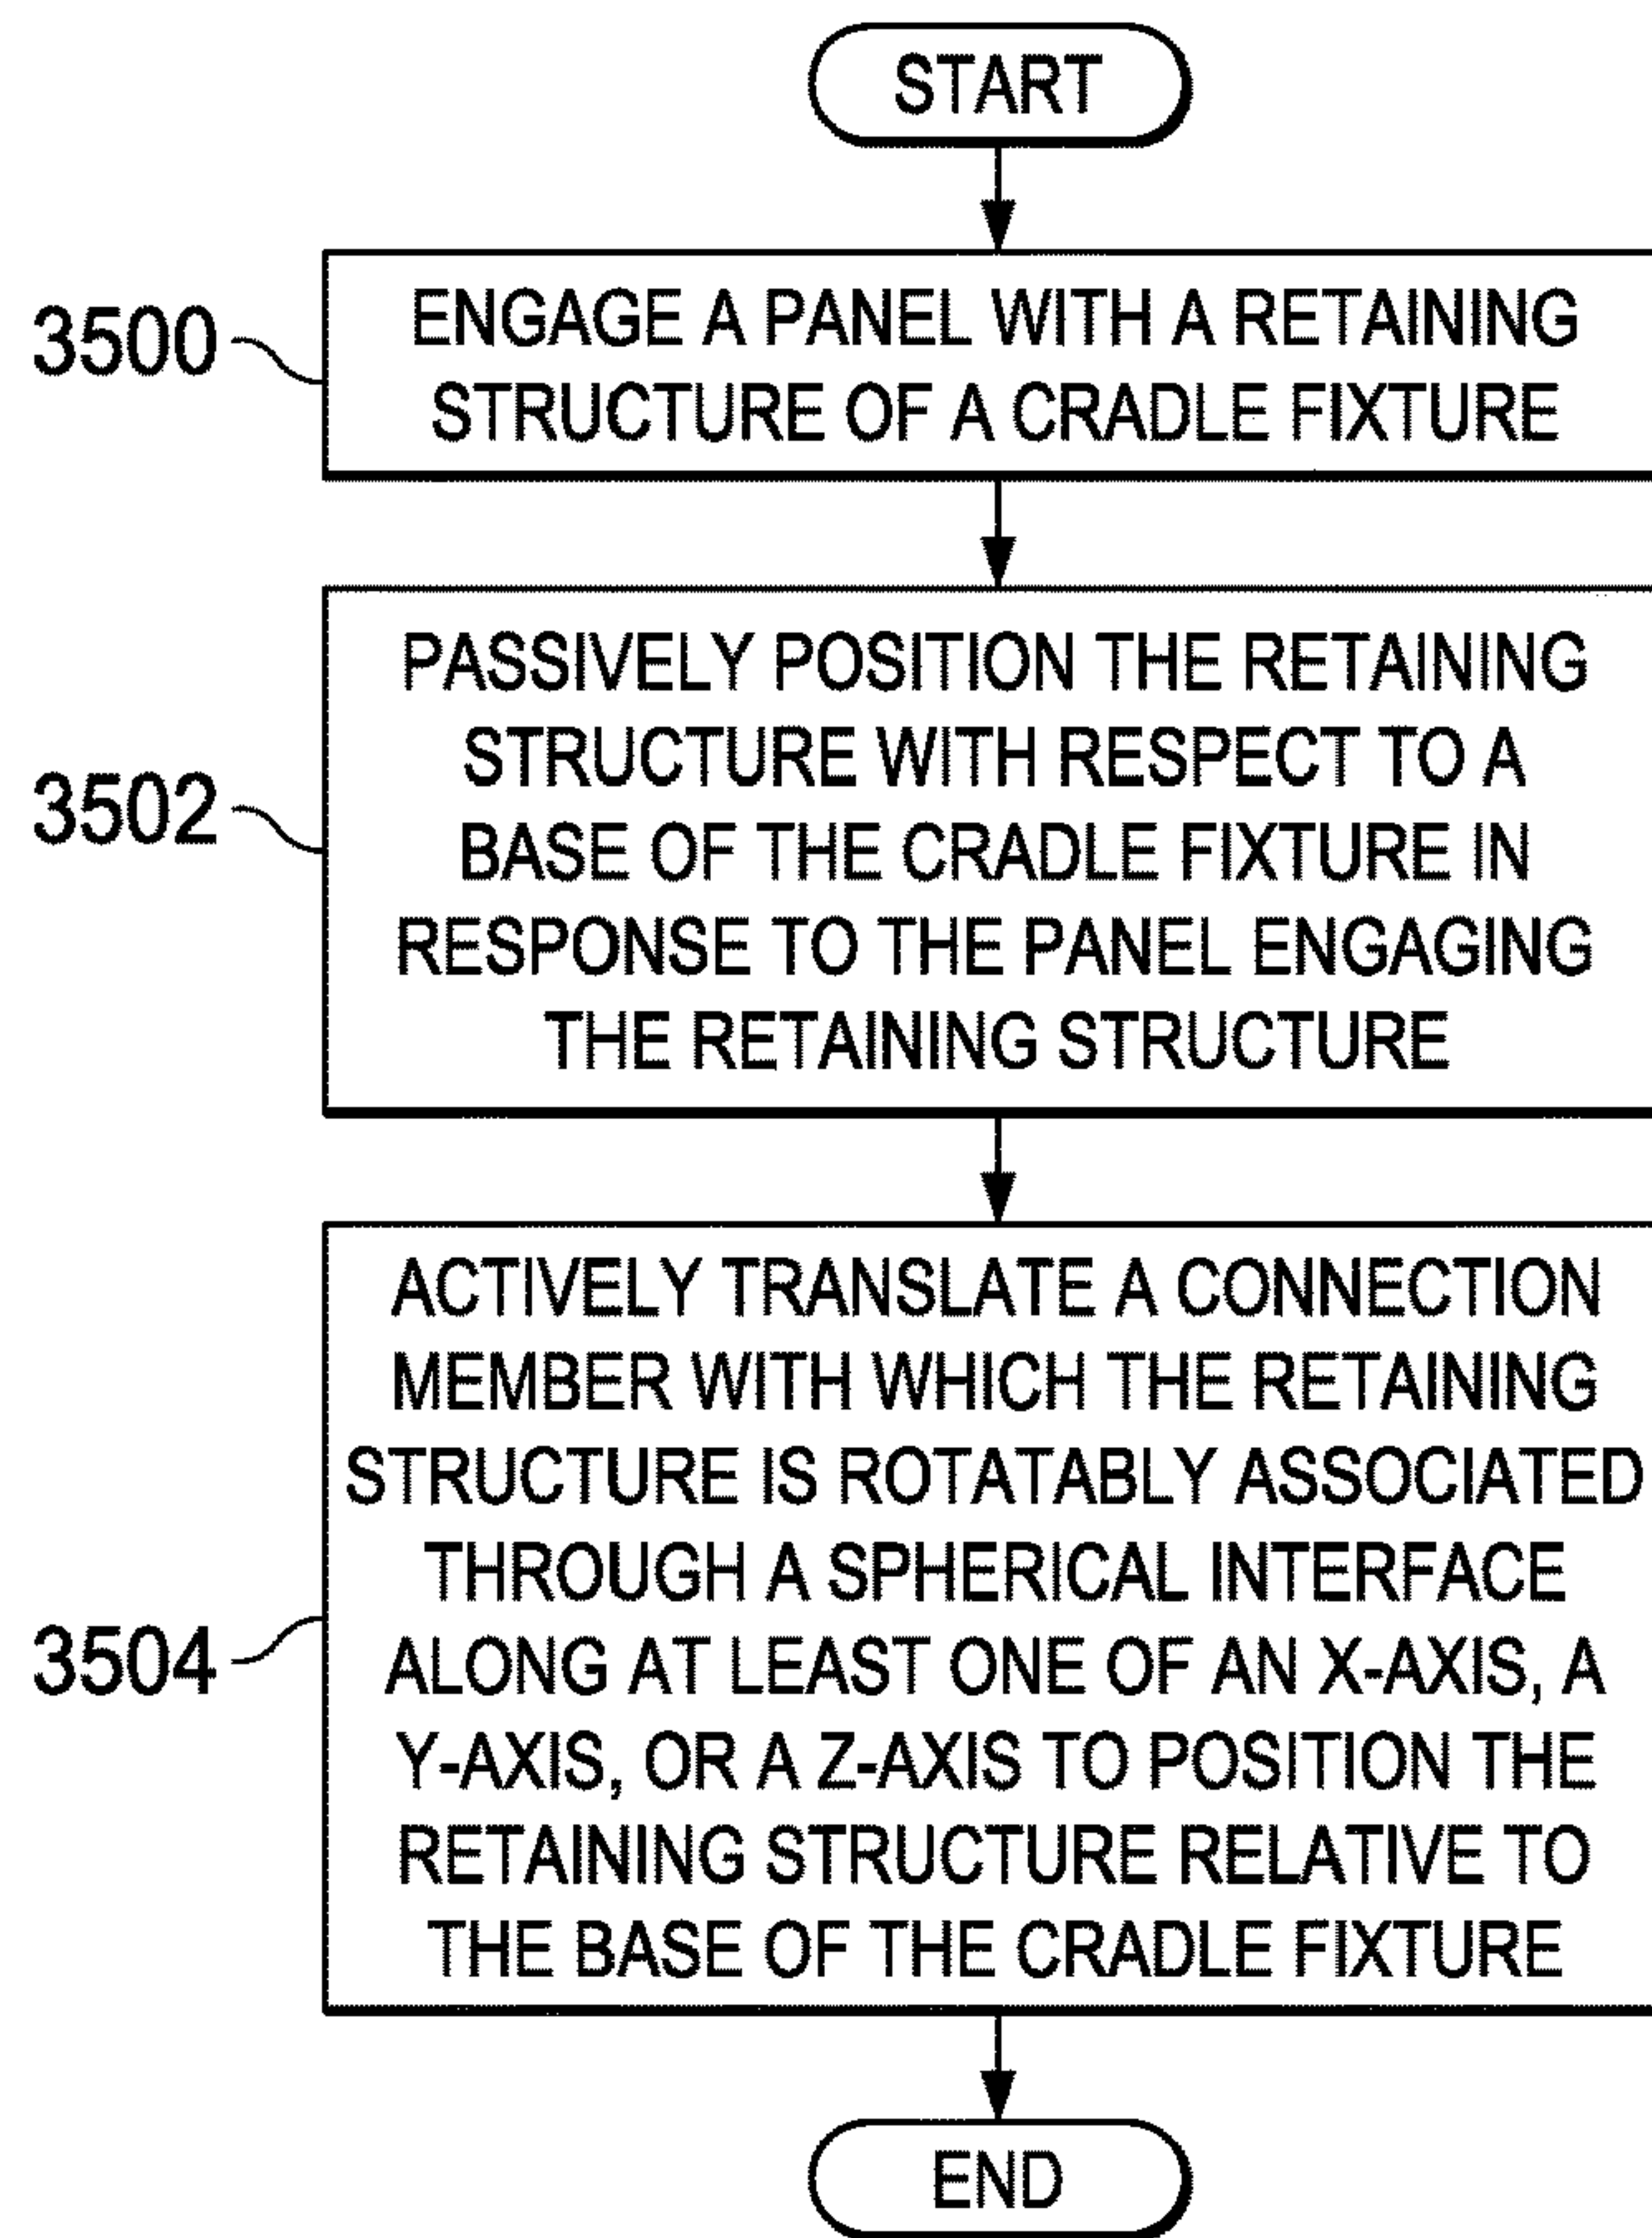 START
3500
ENGAGE A PANEL WITH A RETAINING
STRUCTURE OF A CRADLE FIXTURE
3502
PASSIVELY POSITION THE RETAINING
STRUCTURE WITH RESPECT TO A
BASE OF THE CRADLE FIXTURE IN
RESPONSE TO THE PANEL ENGAGING
THE RETAINING STRUCTURE
3504
ACTIVELY TRANSLATE A CONNECTION
MEMBER WITH WHICH THE RETAINING
STRUCTURE IS ROTATABLY ASSOCIATED
THROUGH A SPHERICAL INTERFACE
ALONG AT LEAST ONE OF AN X-AXIS, A
Y-AXIS, OR A Z-AXIS TO POSITION THE
RETAINING STRUCTURE RELATIVE TO
THE BASE OF THE CRADLE FIXTURE
END